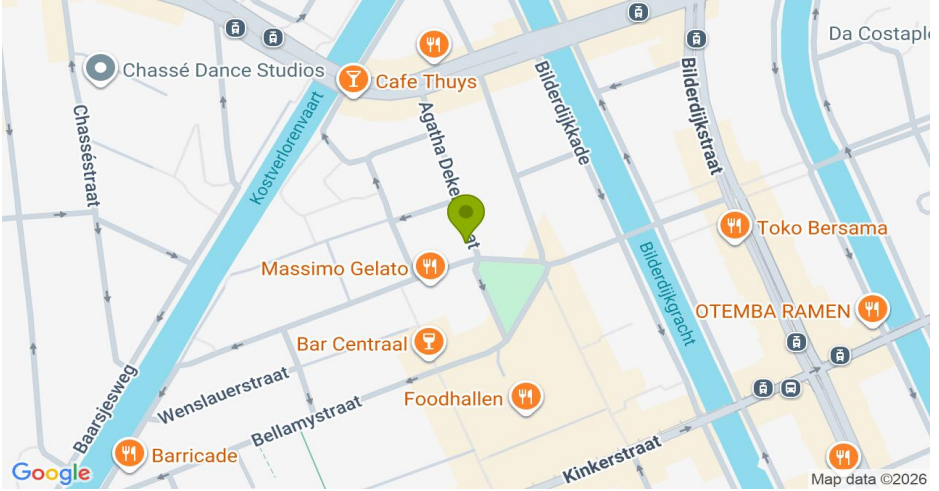 Da Costaple
Chassé Dance Studios
Cafe Thuys
Bilderdijkkade
Bilderdijkstraat
Kostverlorenvaart
Chasséstraat
Agatha Deke
at
Toko Bersama
Massimo Gelato
Bilderdijkgracht
OTEMBA RAMEN
Bar Centraal
Wenslauerstraat
Baarsjesweg
Foodhallen
Bellamystraat
Kinkerstraat
Barricade
Google
Map data ©2026